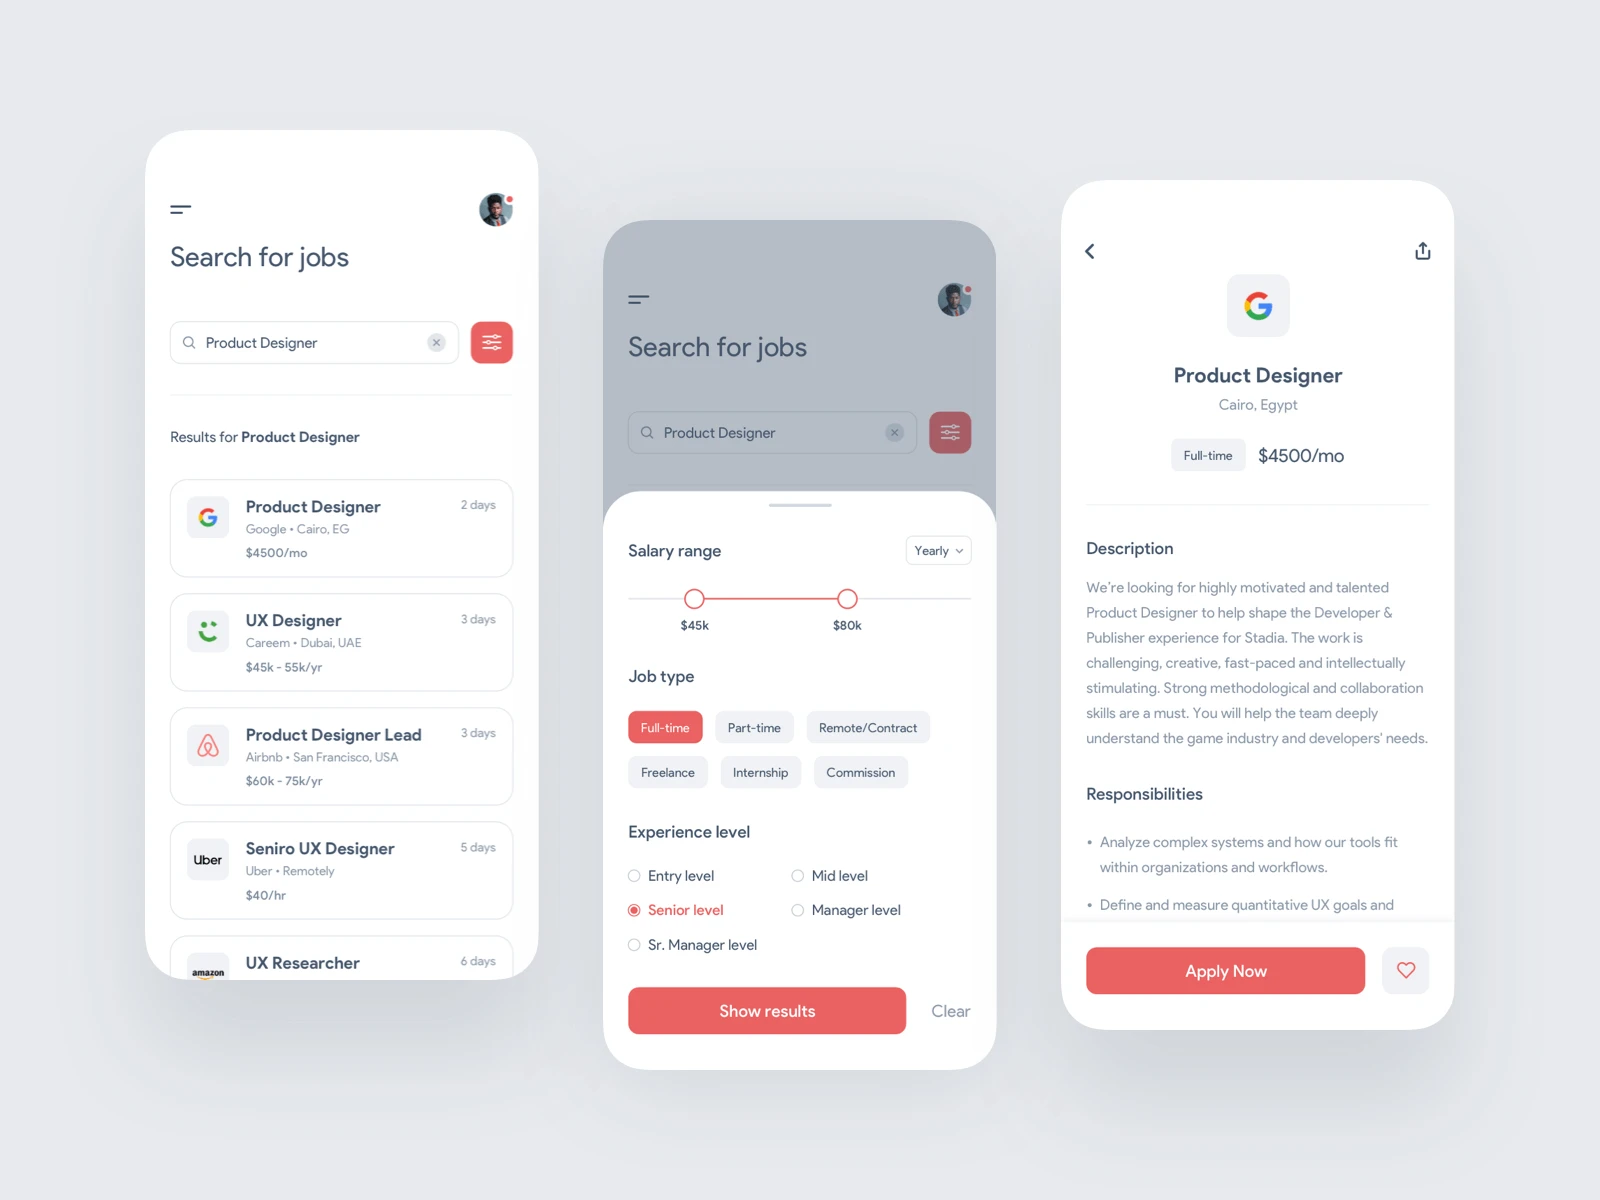 Search for jobs
Product Designer
Results for Product Designer
Product Designer
2 days
Google • Cairo, EG
$4500/mo
UX Designer
3 days
Careem • Dubai, UAE
$45k - 55k/yr
Product Designer Lead
3 days
Airbnb • San Francisco, USA
$60k - 75k/yr
Uber
Seniro UX Designer
5 days
Uber • Remotely
$40/hr
amazon
UX Researcher
6 days
Search for jobs
Product Designer
Salary range
Yearly
$45k
$80k
Job type
Full-time
Part-time
Remote/Contract
Freelance
Internship
Commission
Experience level
Entry level
Mid level
Senior level
Manager level
Sr. Manager level
Show results
Clear
Product Designer
Cairo, Egypt
Full-time
$4500/mo
Description
We're looking for highly motivated and talented
Product Designer to help shape the Developer &
Publisher experience for Stadia. The work is
challenging, creative, fast-paced and intellectually
stimulating. Strong methodological and collaboration
skills are a must. You will help the team deeply
understand the game industry and developers' needs.
Responsibilities
• Analyze complex systems and how our tools fit
within organizations and workflows.
• Define and measure quantitative UX goals and
Apply Now